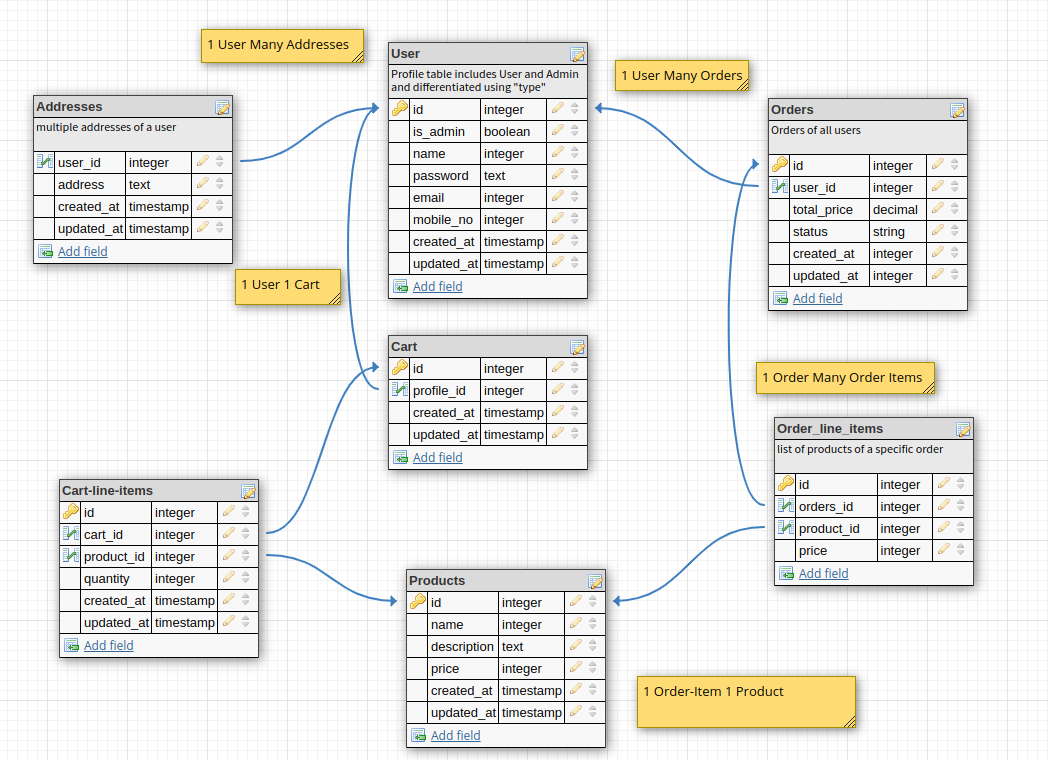 1 User Many Addresses
User
Profile table includes User and Admin
and differentiated using "type"
id integer
is_admin boolean
name integer
password text
email integer
mobile_no integer
created_at timestamp
updated_at timestamp
Add field
1 User Many Orders
Addresses
multiple addresses of a user
user_id integer
address text
created_at timestamp
updated_at timestamp
Add field
Orders
Orders of all users
id integer
user_id integer
total_price decimal
status string
created_at integer
updated_at integer
Add field
1 User 1 Cart
Cart
id integer
profile_id integer
created_at timestamp
updated_at timestamp
Add field
1 Order Many Order Items
Order_line_items
list of products of a specific order
id integer
orders_id integer
product_id integer
price integer
Add field
Cart-line-items
id integer
cart_id integer
product_id integer
quantity integer
created_at timestamp
updated_at timestamp
Add field
Products
id integer
name integer
description text
price integer
created_at timestamp
updated_at timestamp
Add field
1 Order-Item 1 Product